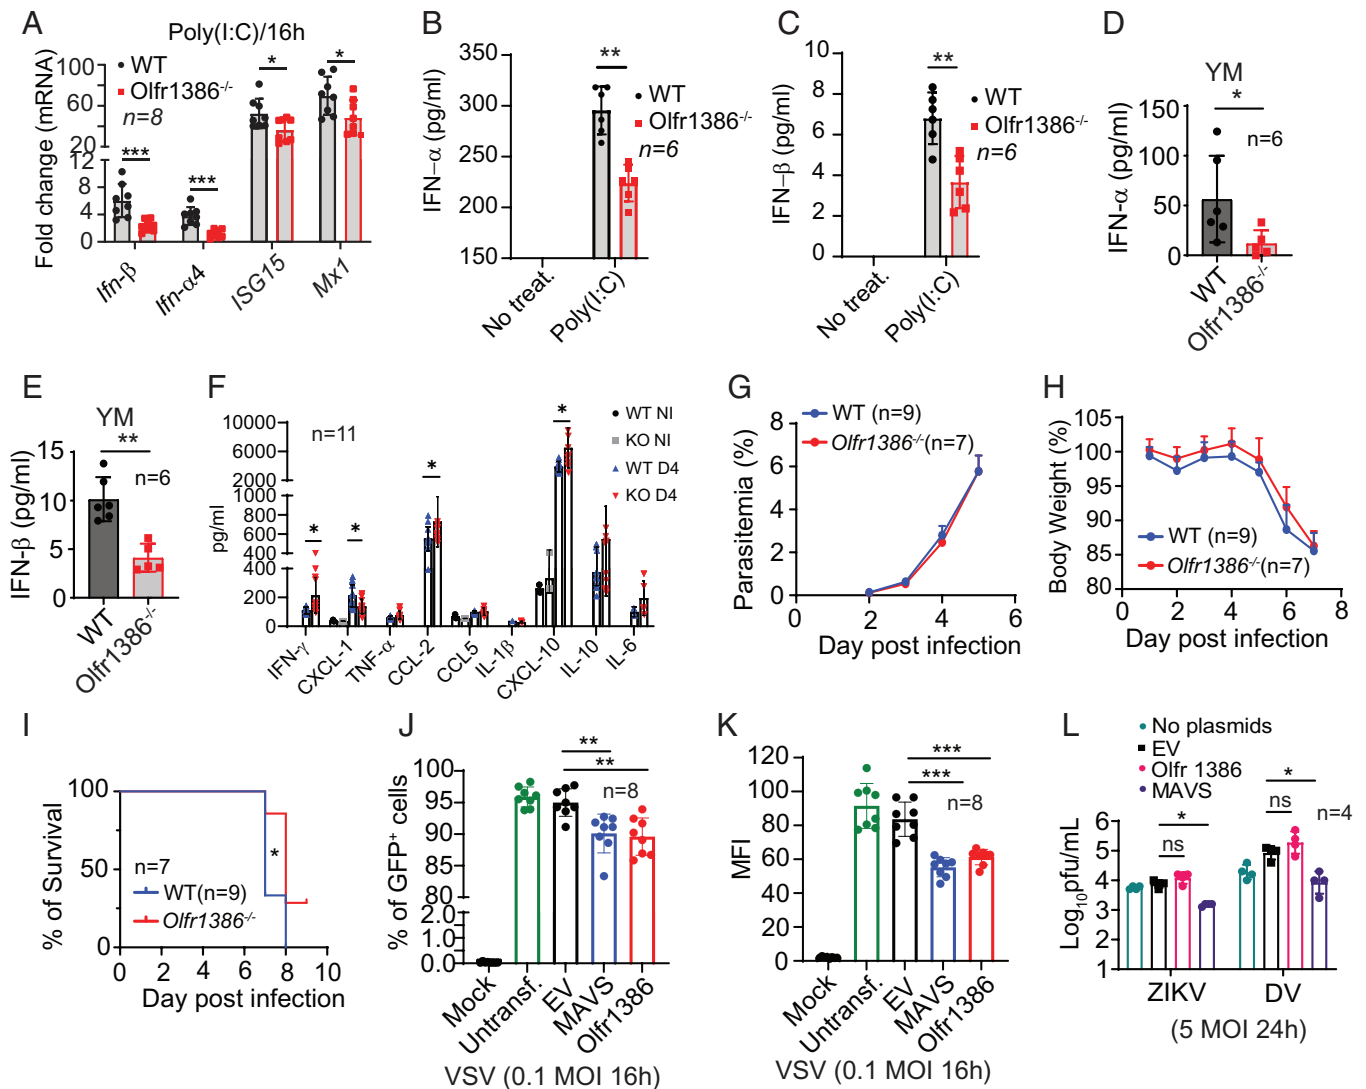 A
Poly(I:C)/16h
WT
Olfr1386-/-
n=8
Fold change (mRNA)
100
60
20
12
8
4
0
***
***
*
*
Ifn-β
Ifn-α4
ISG15
Mx1
B
IFN-α (pg/ml)
350
300
250
200
150
**
WT
Olfr1386-/-
n=6
No treat.
Poly(I:C)
C
IFN-β (pg/ml)
10
8
6
4
2
0
**
WT
Olfr1386-/-
n=6
No treat.
Poly(I:C)
D
YM
*
n=6
IFN-α (pg/ml)
150
100
50
0
WT
Olfr1386-/-
E
YM
**
n=6
IFN-β (pg/ml)
15
10
5
0
WT
Olfr1386-/-
F
n=11
pg/ml
10000
6000
2000
1000
800
600
400
200
0
*
*
*
*
WT NI
KO NI
WT D4
KO D4
IFN-γ
CXCL-1
TNF-α
CCL-2
CCL5
IL-1β
CXCL-10
IL-10
IL-6
G
WT (n=9)
Olfr1386-/-(n=7)
Parasitemia (%)
8
6
4
2
0
0
2
4
6
Day post infection
H
Body Weight (%)
105
100
95
90
85
80
WT (n=9)
Olfr1386-/-(n=7)
0
2
4
6
8
Day post infection
I
% of Survival
100
50
0
*
n=7
WT(n=9)
Olfr1386-/-
0
2
4
6
8
10
Day post infection
J
% of GFP+ cells
100
95
90
85
80
2.0
1.0
0.0
**
**
n=8
Mock
Untransf.
EV
MAVS
Olfr1386
VSV (0.1 MOI 16h)
K
MFI
120
100
80
60
40
20
0
***
***
n=8
Mock
Untransf.
EV
MAVS
Olfr1386
VSV (0.1 MOI 16h)
L
No plasmids
EV
Olfr 1386
MAVS
n=4
*
ns
*
ns
Log10pfu/mL
6
5
4
3
2
1
ZIKV
DV
(5 MOI 24h)